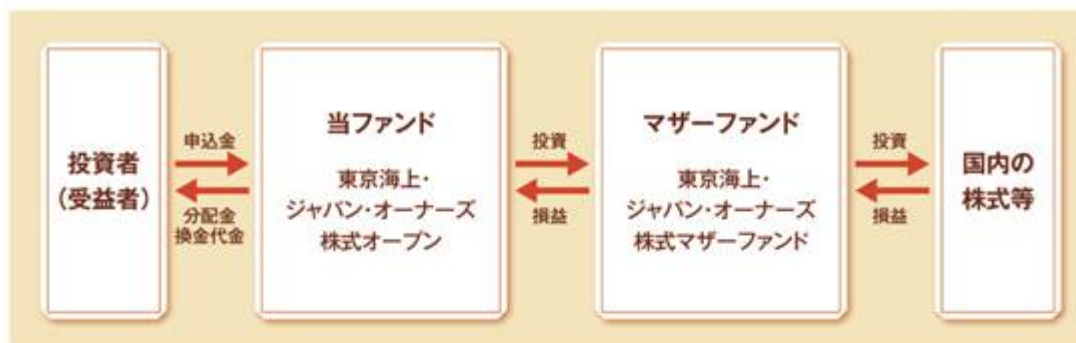 投資者
(受益者)
申込金
分配金
換金代金
当ファンド
東京海上・
ジャパン・オーナーズ
株式オープン
投資
損益
マザーファンド
東京海上・
ジャパン・オーナーズ
株式マザーファンド
投資
損益
国内の
株式等